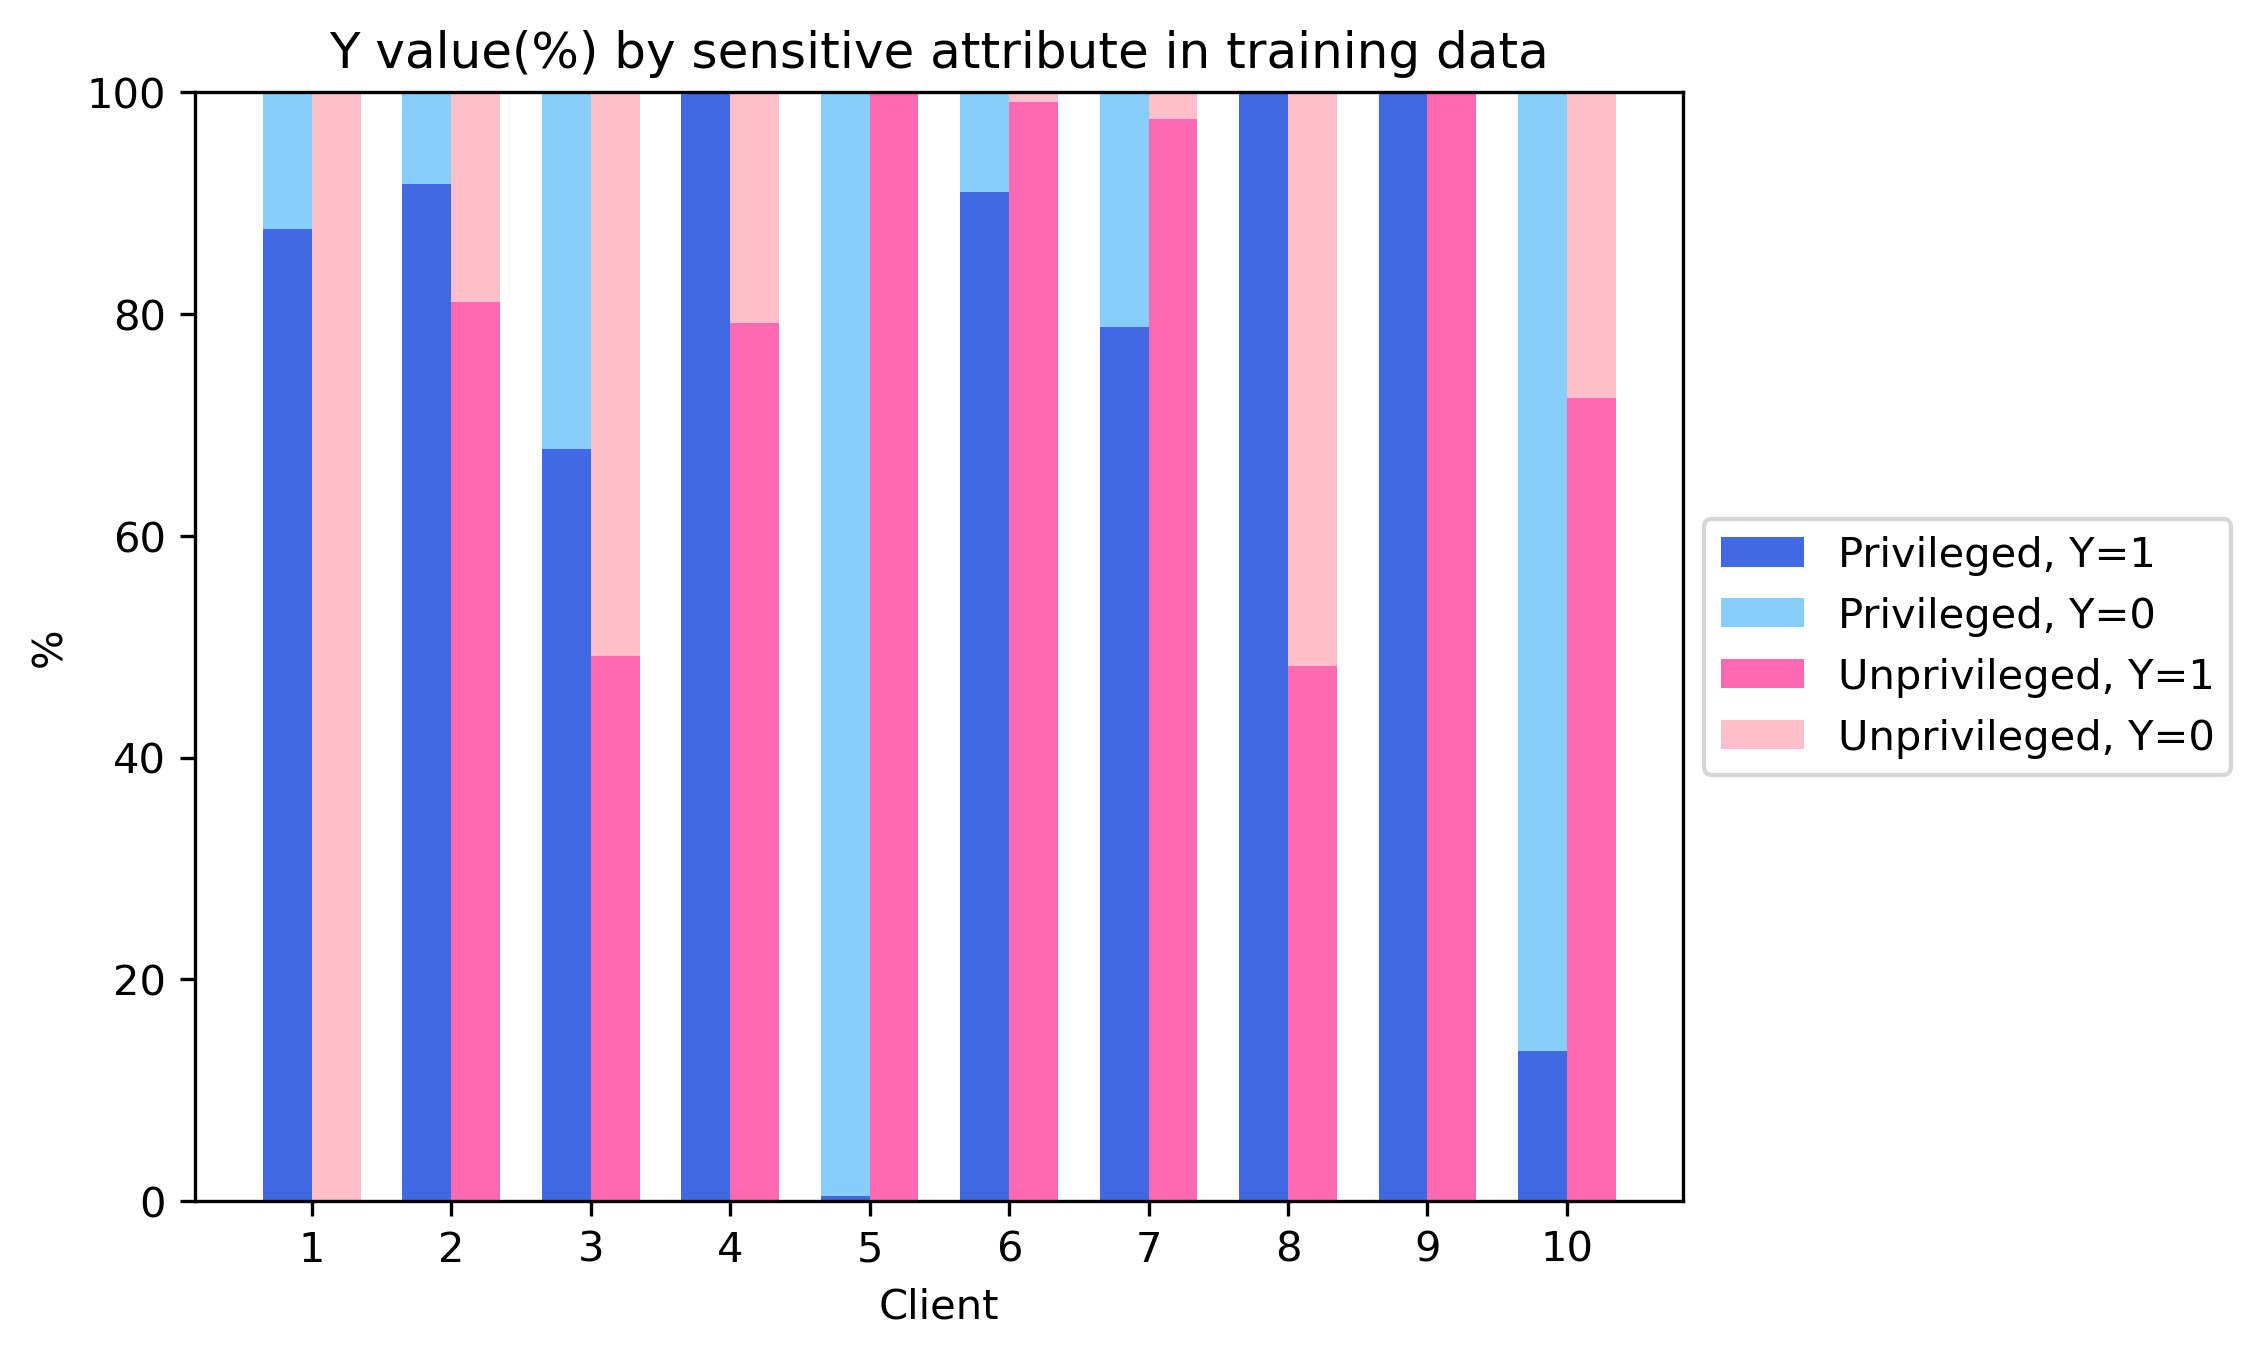 Y value(%) by sensitive attribute in training data
100
80
60
40
20
0
%
1 2 3 4 5 6 7 8 9 10
Client
Privileged, Y=1
Privileged, Y=0
Unprivileged, Y=1
Unprivileged, Y=0